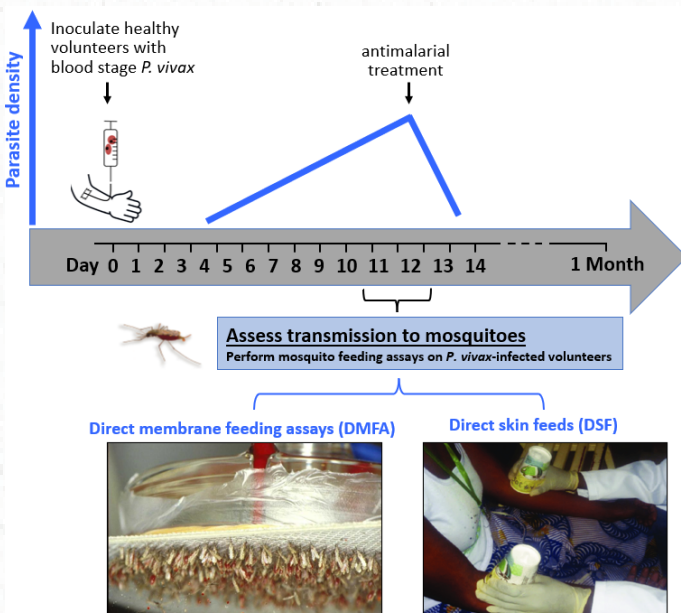 Inoculate healthy
volunteers with
blood stage P. vivax
antimalarial
treatment
Parasite density
Day 0 1 2 3 4 5 6 7 8 9 10 11 12 13 14 1 Month
Assess transmission to mosquitoes
Perform mosquito feeding assays on P. vivax-infected volunteers
Direct membrane feeding assays (DMFA)
Direct skin feeds (DSF)